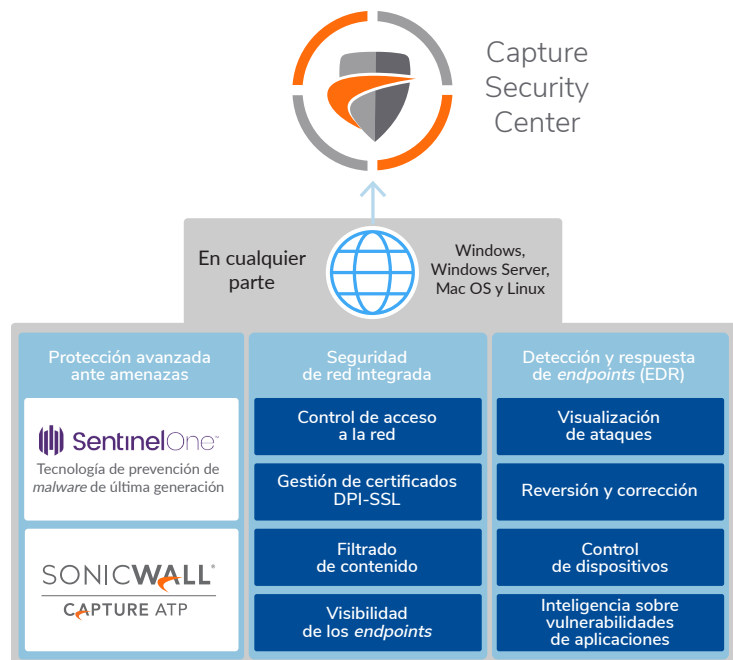 Capture
Security
Center
En cualquier
parte
Windows,
Windows Server,
Mac OS y Linux
Protección avanzada
ante amenazas
SentinelOne™
Tecnología de prevención de
malware de última generación
SONICWALL®
CAPTURE ATP
Seguridad
de red integrada
Control de acceso
a la red
Gestión de certificados
DPI-SSL
Filtrado
de contenido
Visibilidad
de los endpoints
Detección y respuesta
de endpoints (EDR)
Visualización
de ataques
Reversión y corrección
Control
de dispositivos
Inteligencia sobre
vulnerabilidades
de aplicaciones